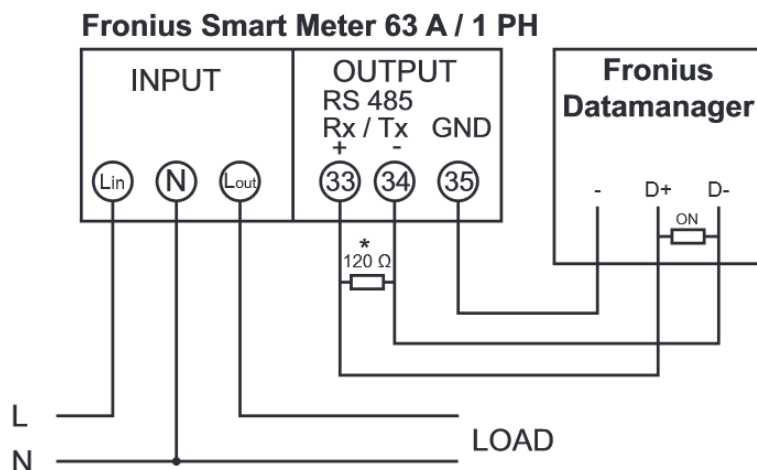 Fronius Smart Meter 63 A / 1 PH
INPUT
OUTPUT
RS 485
Rx / Tx GND
+ -
Lin N Lout 33 34 35
Fronius
Datamanager
- D+ D-
ON
*
120 Ω
L
N
LOAD